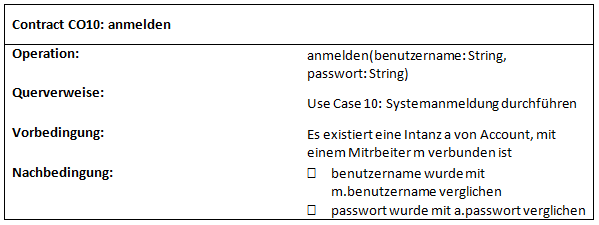 Contract CO10: anmelden
Operation:
anmelden(benutzername: String,
passwort: String)
Querverweise:
Use Case 10: Systemanmeldung durchführen
Vorbedingung:
Es existiert eine Intanz a von Account, mit
einem Mitrbeiter m verbunden ist
Nachbedingung:
benutzername wurde mit
m.benutzername verglichen
passwort wurde mit a.passwort verglichen